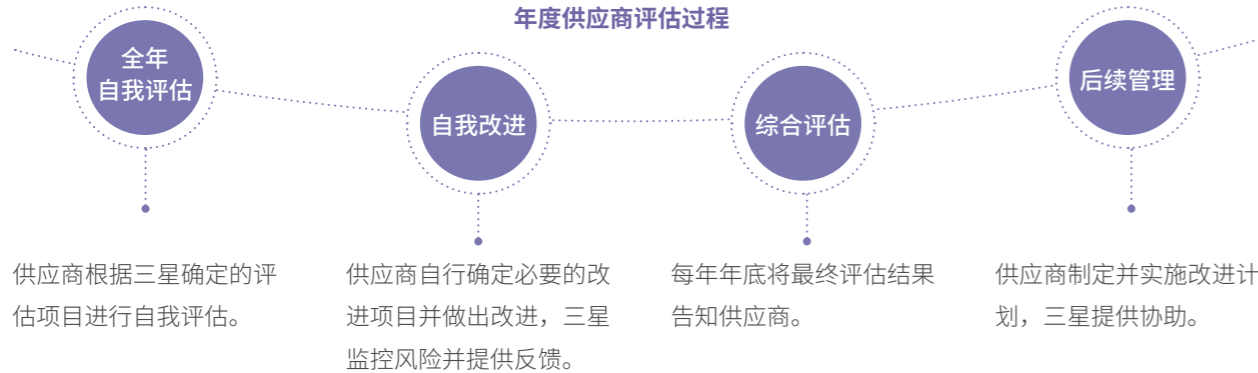 年度供应商评估过程
全年
自我评估
自我改进
综合评估
后续管理
供应商根据三星确定的评
估项目进行自我评估。
供应商自行确定必要的改
进项目并做出改进，三星
监控风险并提供反馈。
每年年底将最终评估结果
告知供应商。
供应商制定并实施改进计
划，三星提供协助。